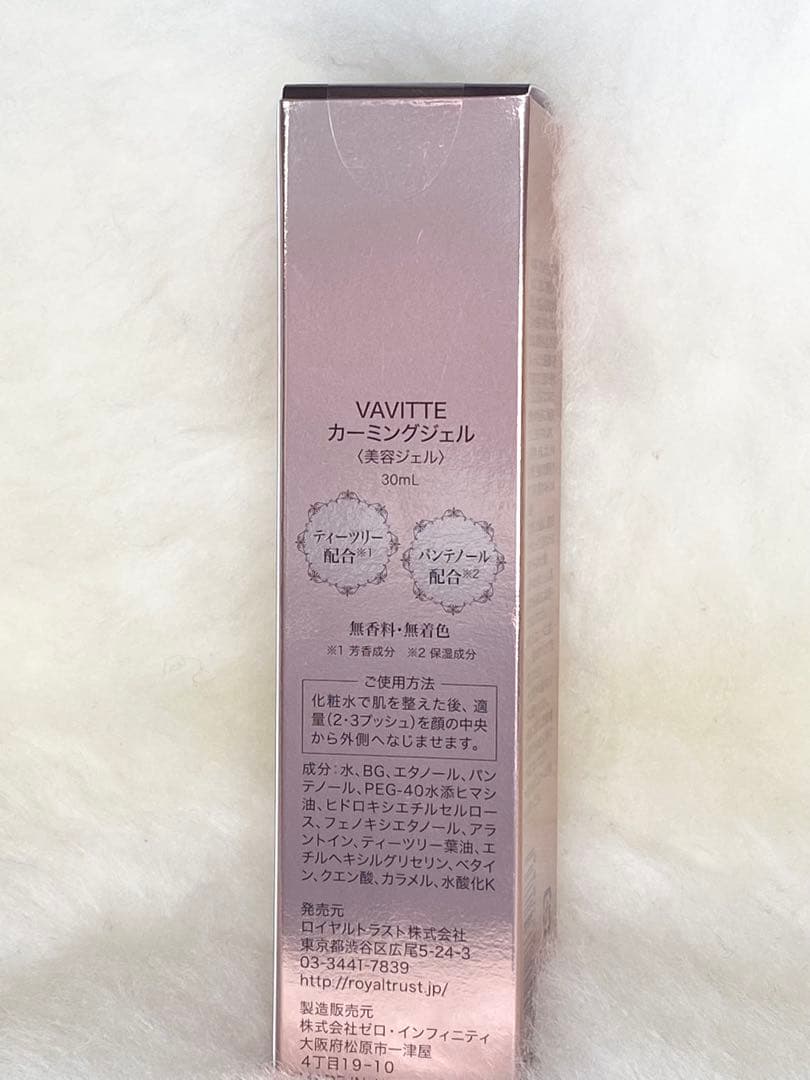 VAVITTE
カーミングジェル
〈美容ジェル〉
30mL
ティーツリー
配合※1
パンテノール
配合※2
無香料・無着色
※1 芳香成分 ※2 保湿成分
ご使用方法
化粧水で肌を整えた後、適
量(2・3プッシュ)を顔の中央
から外側へなじませます。
成分:水、BG、エタノール、パン
テノール、PEG-40水添ヒマシ
油、ヒドロキシエチルセルロー
ス、フェノキシエタノール、アラ
ントイン、ティーツリー葉油、エ
チルヘキシルグリセリン、ベタイ
ン、クエン酸、カラメル、水酸化K
発売元
ロイヤルトラスト株式会社
東京都渋谷区広尾5-24-3
03-3441-7839
http://royaltrust.jp/
製造販売元
株式会社ゼロ・インフィニティ
大阪府松原市一津屋
4丁目19-10